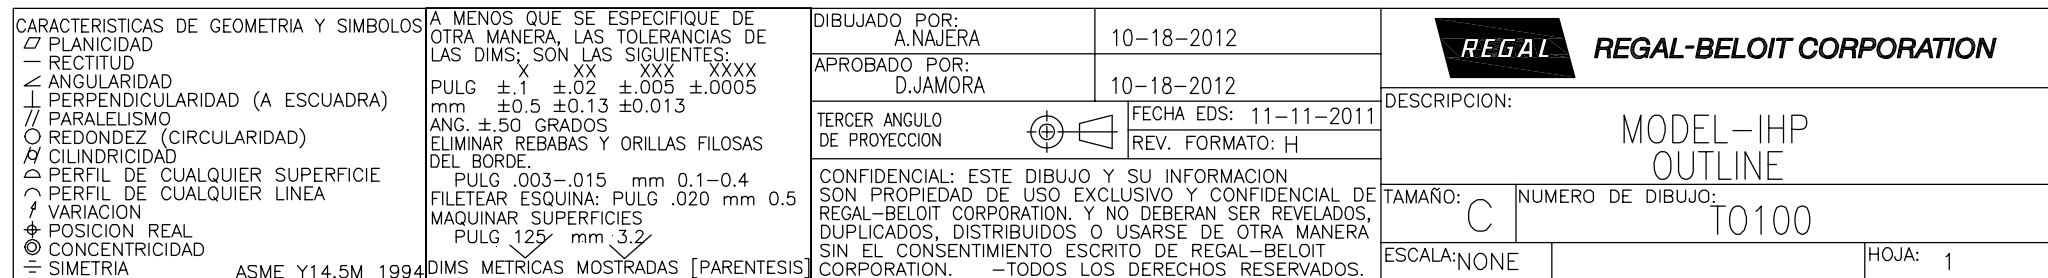 CARACTERISTICAS DE GEOMETRIA Y SIMBOLOS
PLANICIDAD
RECTITUD
ANGULARIDAD
PERPENDICULARIDAD (A ESCUADRA)
PARALELISMO
REDONDEZ (CIRCULARIDAD)
CILINDRICIDAD
PERFIL DE CUALQUIER SUPERFICIE
PERFIL DE CUALQUIER LINEA
VARIACION
POSICION REAL
CONCENTRICIDAD
SIMETRIA ASME Y14.5M 1994
A MENOS QUE SE ESPECIFIQUE DE
OTRA MANERA, LAS TOLERANCIAS DE
LAS DIMS; SON LAS SIGUIENTES:
X XX XXX XXXX
PULG ±.1 ±.02 ±.005 ±.0005
mm ±0.5 ±0.13 ±0.013
ANG. ±.50 GRADOS
ELIMINAR REBABAS Y ORILLAS FILOSAS
DEL BORDE.
PULG .003-.015 mm 0.1-0.4
FILETEAR ESQUINA: PULG .020 mm 0.5
MAQUINAR SUPERFICIES
PULG 125 mm 3.2
DIMS METRICAS MOSTRADAS [PARENTESIS]
DIBUJADO POR:
A.NAJERA 10-18-2012
APROBADO POR:
D.JAMORA 10-18-2012
TERCER ANGULO
DE PROYECCION
FECHA EDS: 11-11-2011
REV. FORMATO: H
CONFIDENCIAL: ESTE DIBUJO Y SU INFORMACION
SON PROPIEDAD DE USO EXCLUSIVO Y CONFIDENCIAL DE
REGAL-BELOIT CORPORATION. Y NO DEBERAN SER REVELADOS,
DUPLICADOS, DISTRIBUIDOS O USARSE DE OTRA MANERA
SIN EL CONSENTIMIENTO ESCRITO DE REGAL-BELOIT
CORPORATION. -TODOS LOS DERECHOS RESERVADOS.
REGAL REGAL-BELOIT CORPORATION
DESCRIPCION:
MODEL-IHP
OUTLINE
TAMAÑO: C
NUMERO DE DIBUJO:
TO100
ESCALA:NONE
HOJA: 1